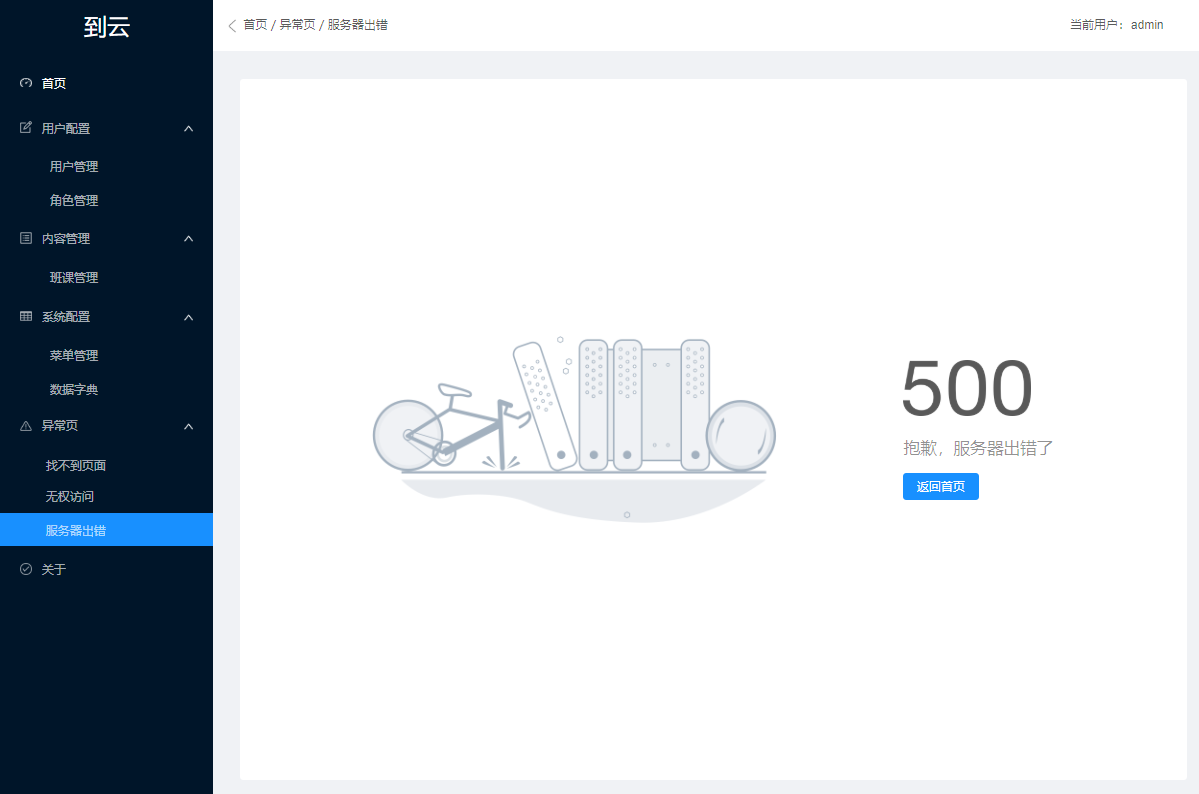 到云
首页
用户配置
用户管理
角色管理
内容管理
班课管理
系统配置
菜单管理
数据字典
异常页
找不到页面
无权访问
服务器出错
关于
首页 / 异常页 / 服务器出错
当前用户：admin
500
抱歉，服务器出错了
返回首页